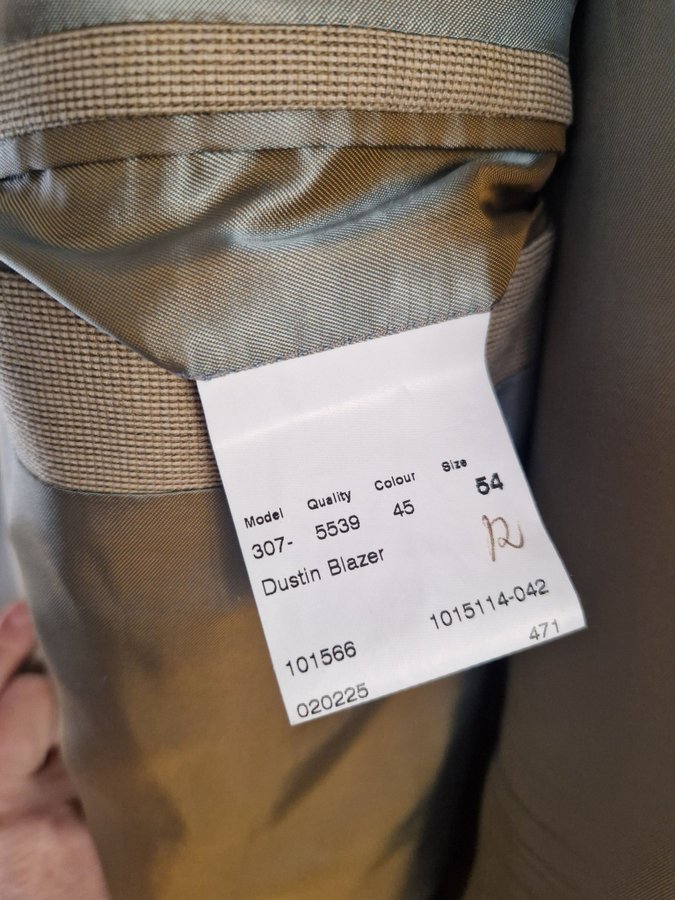 Model Quality Colour Size
307- 5539 45 54
Dustin Blazer
12
101566 1015114-042
020225 471